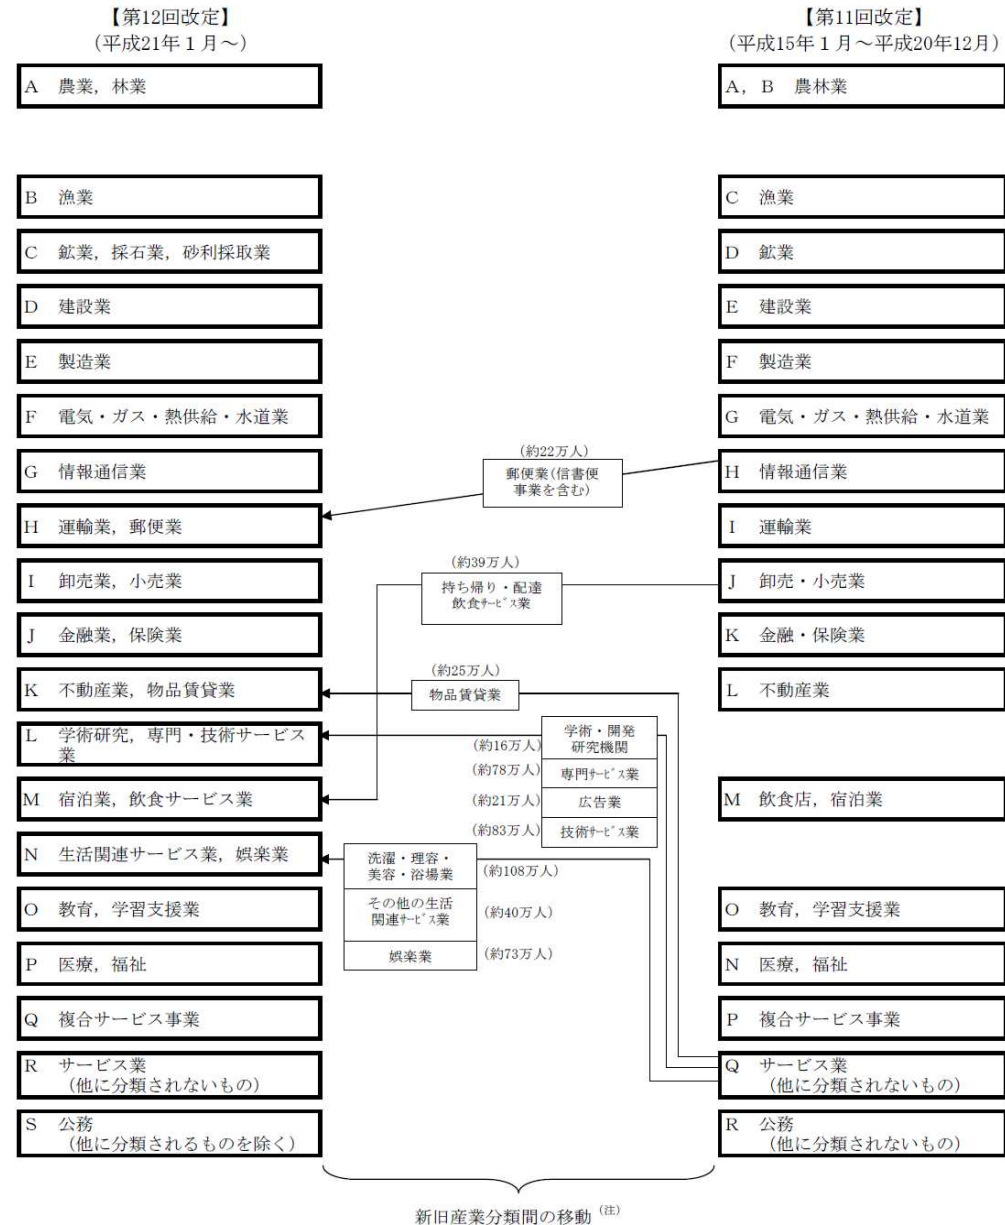 【第12回改定】
(平成21年１月～)
【第11回改定】
(平成15年１月～平成20年12月)
A 農業，林業
A，B 農林業
B 漁業
C 漁業
C 鉱業，採石業，砂利採取業
D 鉱業
D 建設業
E 建設業
E 製造業
F 製造業
F 電気・ガス・熱供給・水道業
G 電気・ガス・熱供給・水道業
(約22万人)
郵便業(信書便
事業を含む)
G 情報通信業
H 情報通信業
H 運輸業，郵便業
I 運輸業
(約39万人)
持ち帰り・配達
飲食ｻｰﾋﾞｽ業
I 卸売業，小売業
J 卸売・小売業
J 金融業，保険業
K 金融・保険業
(約25万人)
物品賃貸業
K 不動産業，物品賃貸業
L 不動産業
L 学術研究，専門・技術サービス
業
学術・開発
研究機関
(約16万人)
(約78万人)
専門ｻｰﾋﾞｽ業
(約21万人)
広告業
(約83万人)
技術ｻｰﾋﾞｽ業
M 宿泊業，飲食サービス業
M 飲食店，宿泊業
N 生活関連サービス業，娯楽業
洗濯・理容・
美容・浴場業
(約108万人)
その他の生活
関連ｻｰﾋﾞｽ業
(約40万人)
娯楽業
(約73万人)
O 教育，学習支援業
O 教育，学習支援業
P 医療，福祉
N 医療，福祉
Q 複合サービス事業
P 複合サービス事業
R サービス業
(他に分類されないもの)
Q サービス業
(他に分類されないもの)
S 公務
(他に分類されるものを除く)
R 公務
(他に分類されないもの)
新旧産業分類間の移動 (注)